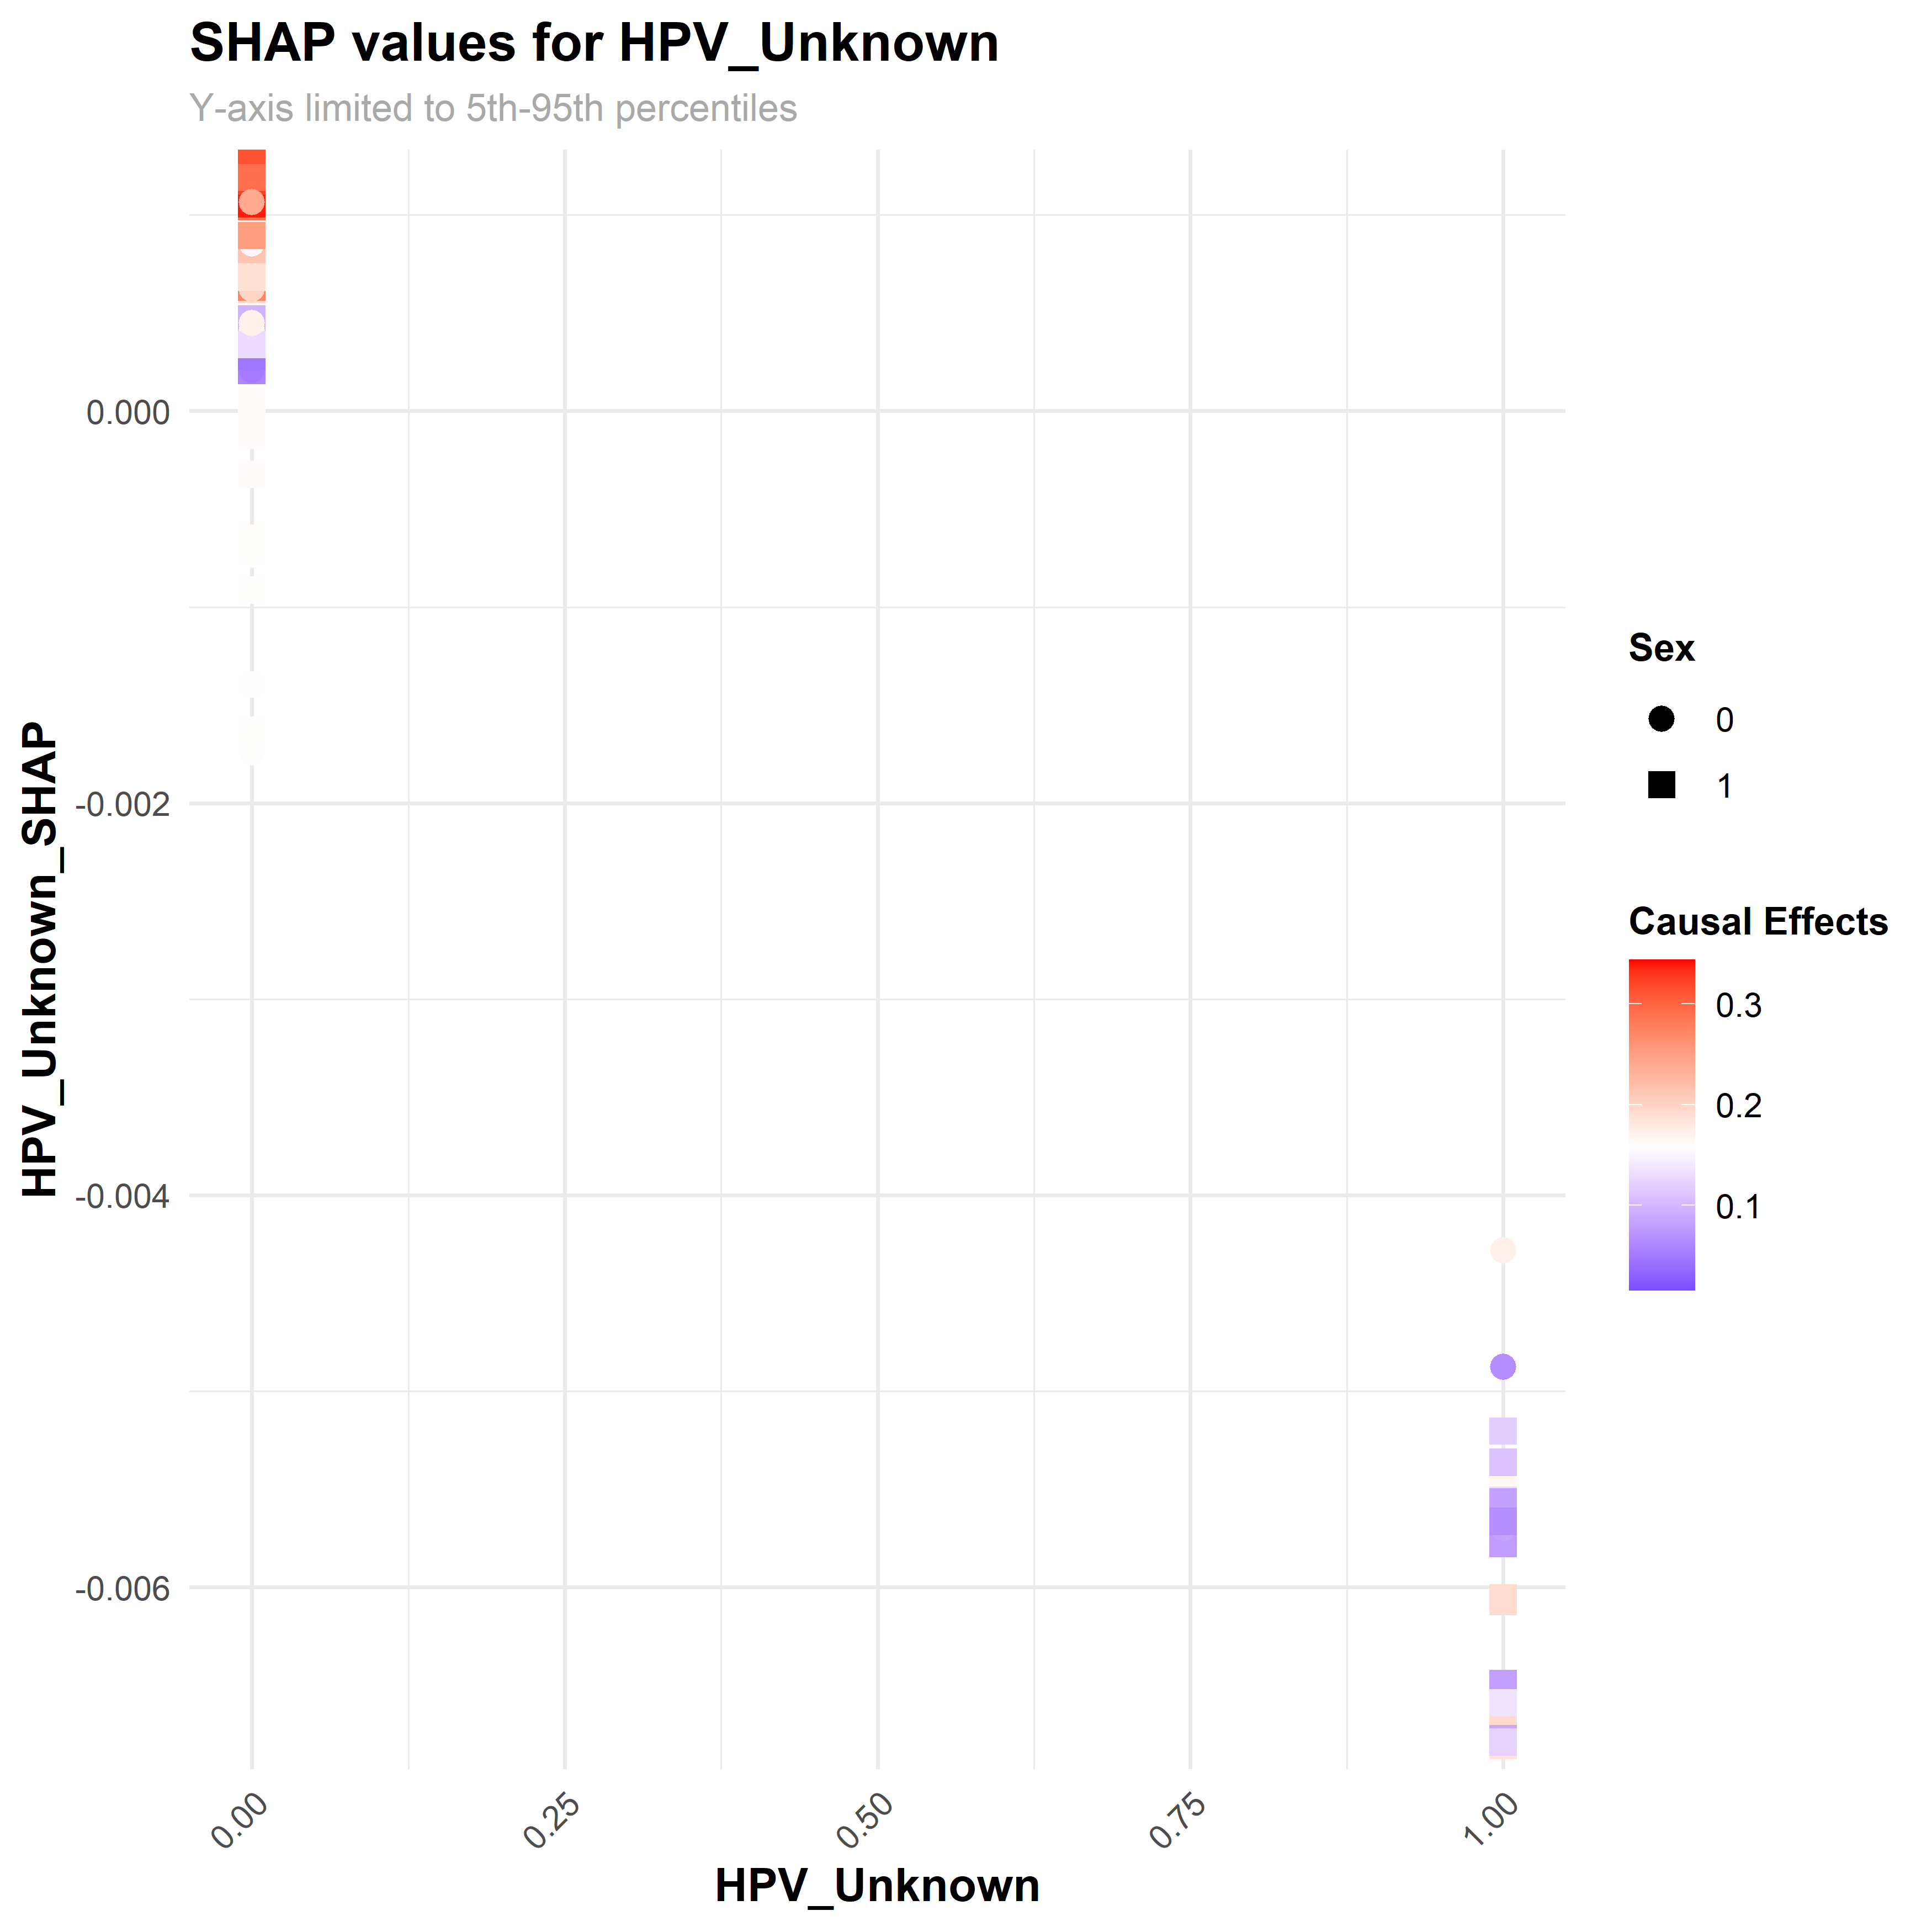 SHAP values for HPV_Unknown
Y-axis limited to 5th-95th percentiles
HPV_Unknown_SHAP
0.000
-0.002
-0.004
-0.006
0.00
0.25
0.50
0.75
1.00
HPV_Unknown
Sex
0
1
Causal Effects
0.3
0.2
0.1